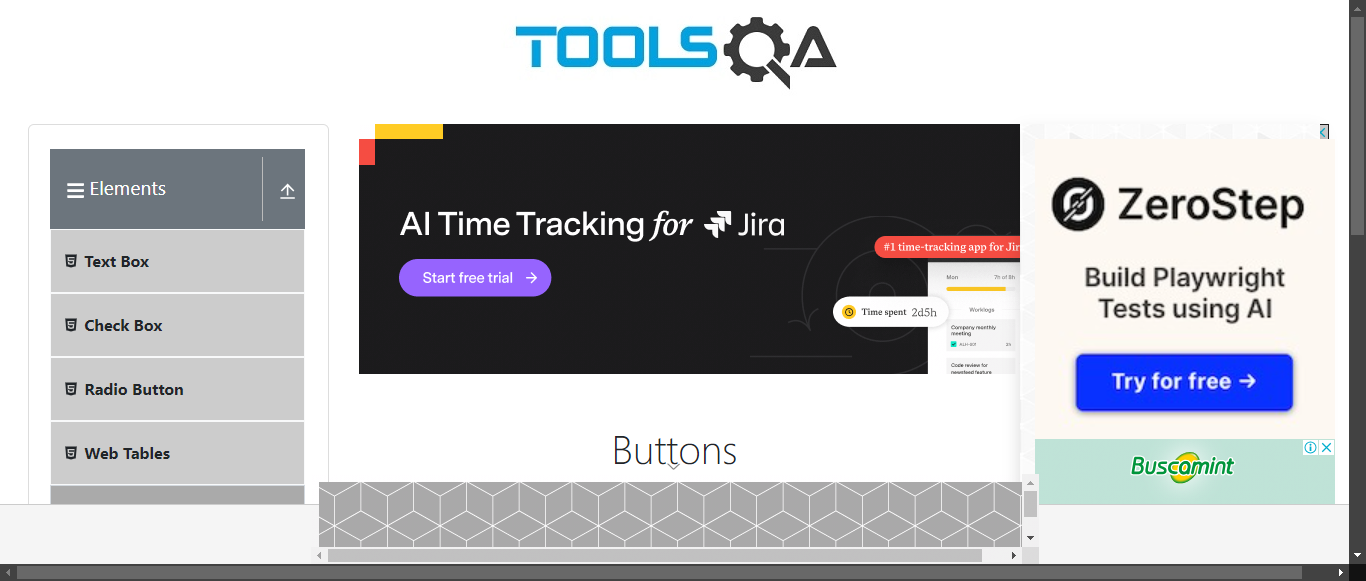 TOOLSQA
Elements
Text Box
Check Box
Radio Button
Web Tables
AI Time Tracking for Jira
Start free trial →
#1 time-tracking app for Jir
Mon 7h of 8h
Time spent 2d5h
Worklogs
Company monthly
meeting
Code review for
newsfeed feature
Buttons
ZeroStep
Build Playwright
Tests using AI
Try for free →
Buscamint